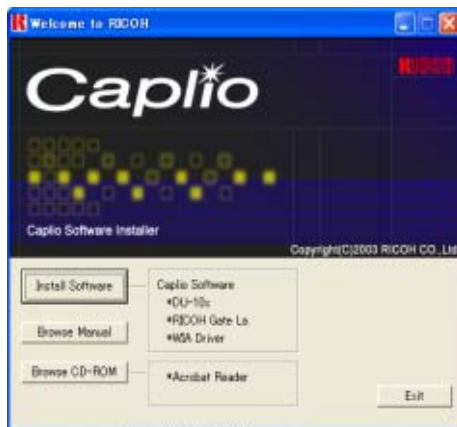 Welcome to RICOH
RICOH
Caplio
Caplio Software Installer
Copyright(C)2003 RICOH CO.,Ltd
Install Software
Caplio Software
*DU-10x
*RICOH Gate La
*WIA Driver
Browse Manual
Browse CD-ROM
*Acrobat Reader
Exit